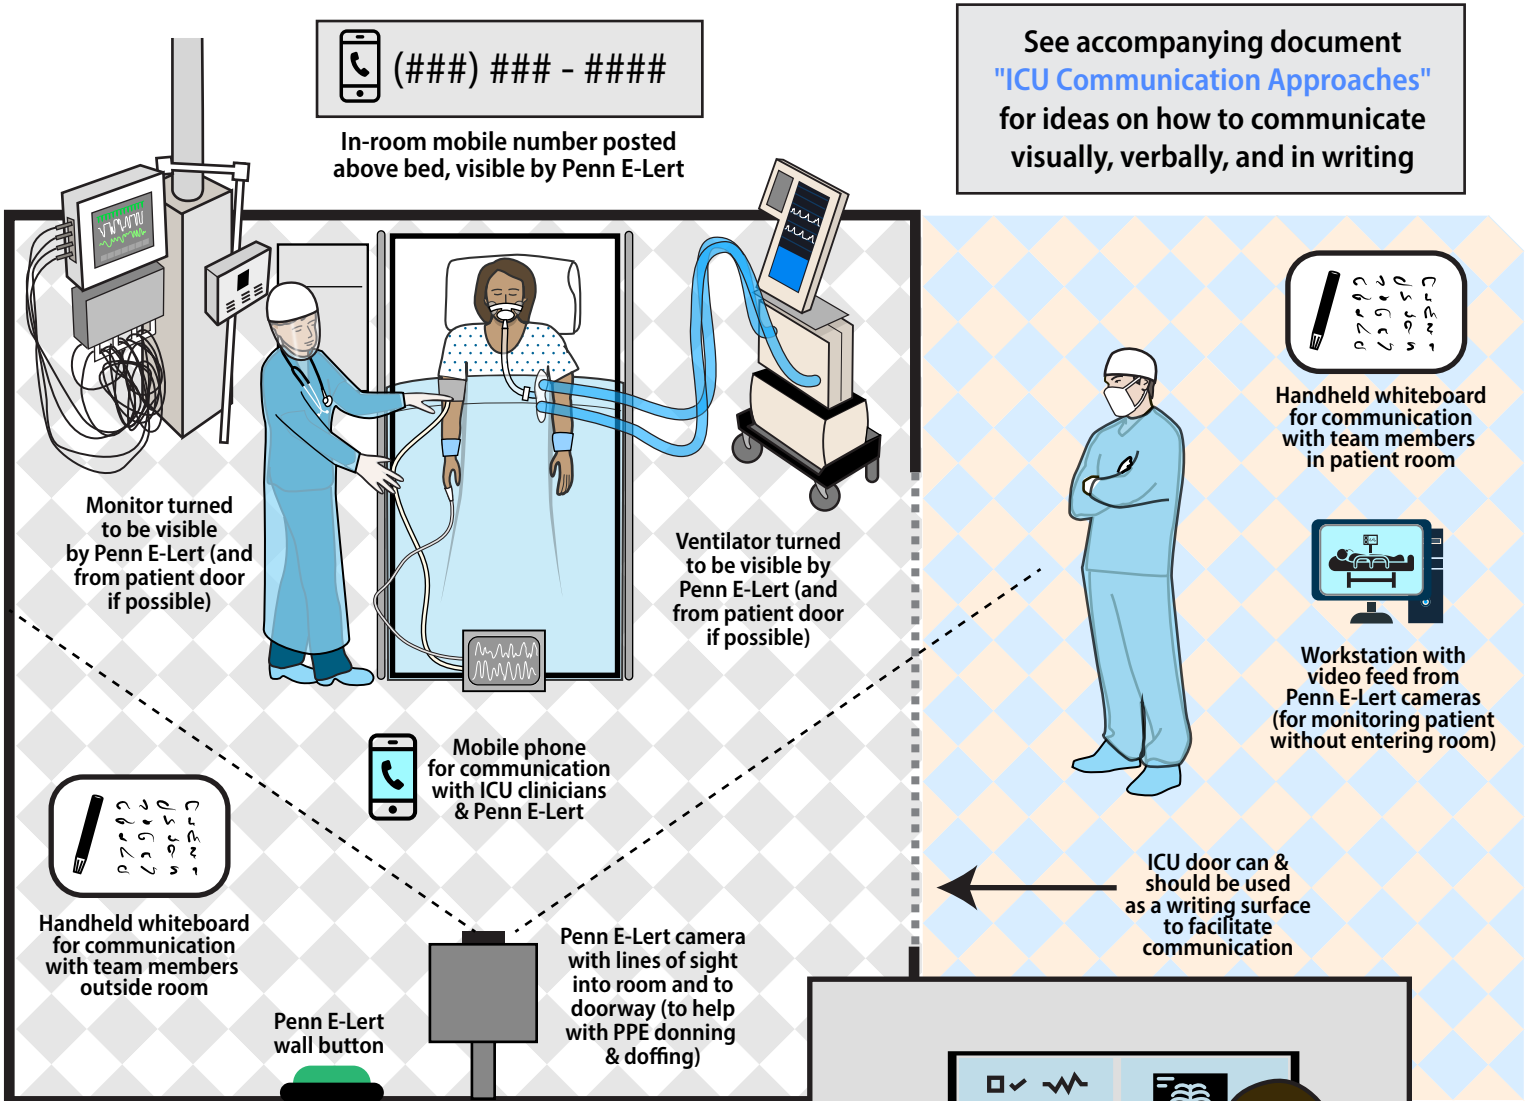 (###) ### - ####
In-room mobile number posted
above bed, visible by Penn E-Lert
See accompanying document
"ICU Communication Approaches"
for ideas on how to communicate
visually, verbally, and in writing
Monitor turned
to be visible
by Penn E-Lert (and
from patient door
if possible)
Ventilator turned
to be visible by
Penn E-Lert (and
from patient door
if possible)
Handheld whiteboard
for communication
with team members
in patient room
Workstation with
video feed from
Penn E-Lert cameras
(for monitoring patient
without entering room)
Mobile phone
for communication
with ICU clinicians
& Penn E-Lert
Handheld whiteboard
for communication
with team members
outside room
Penn E-Lert
wall button
Penn E-Lert camera
with lines of sight
into room and to
doorway (to help
with PPE donning
& doffing)
ICU door can &
should be used
as a writing surface
to facilitate
communication